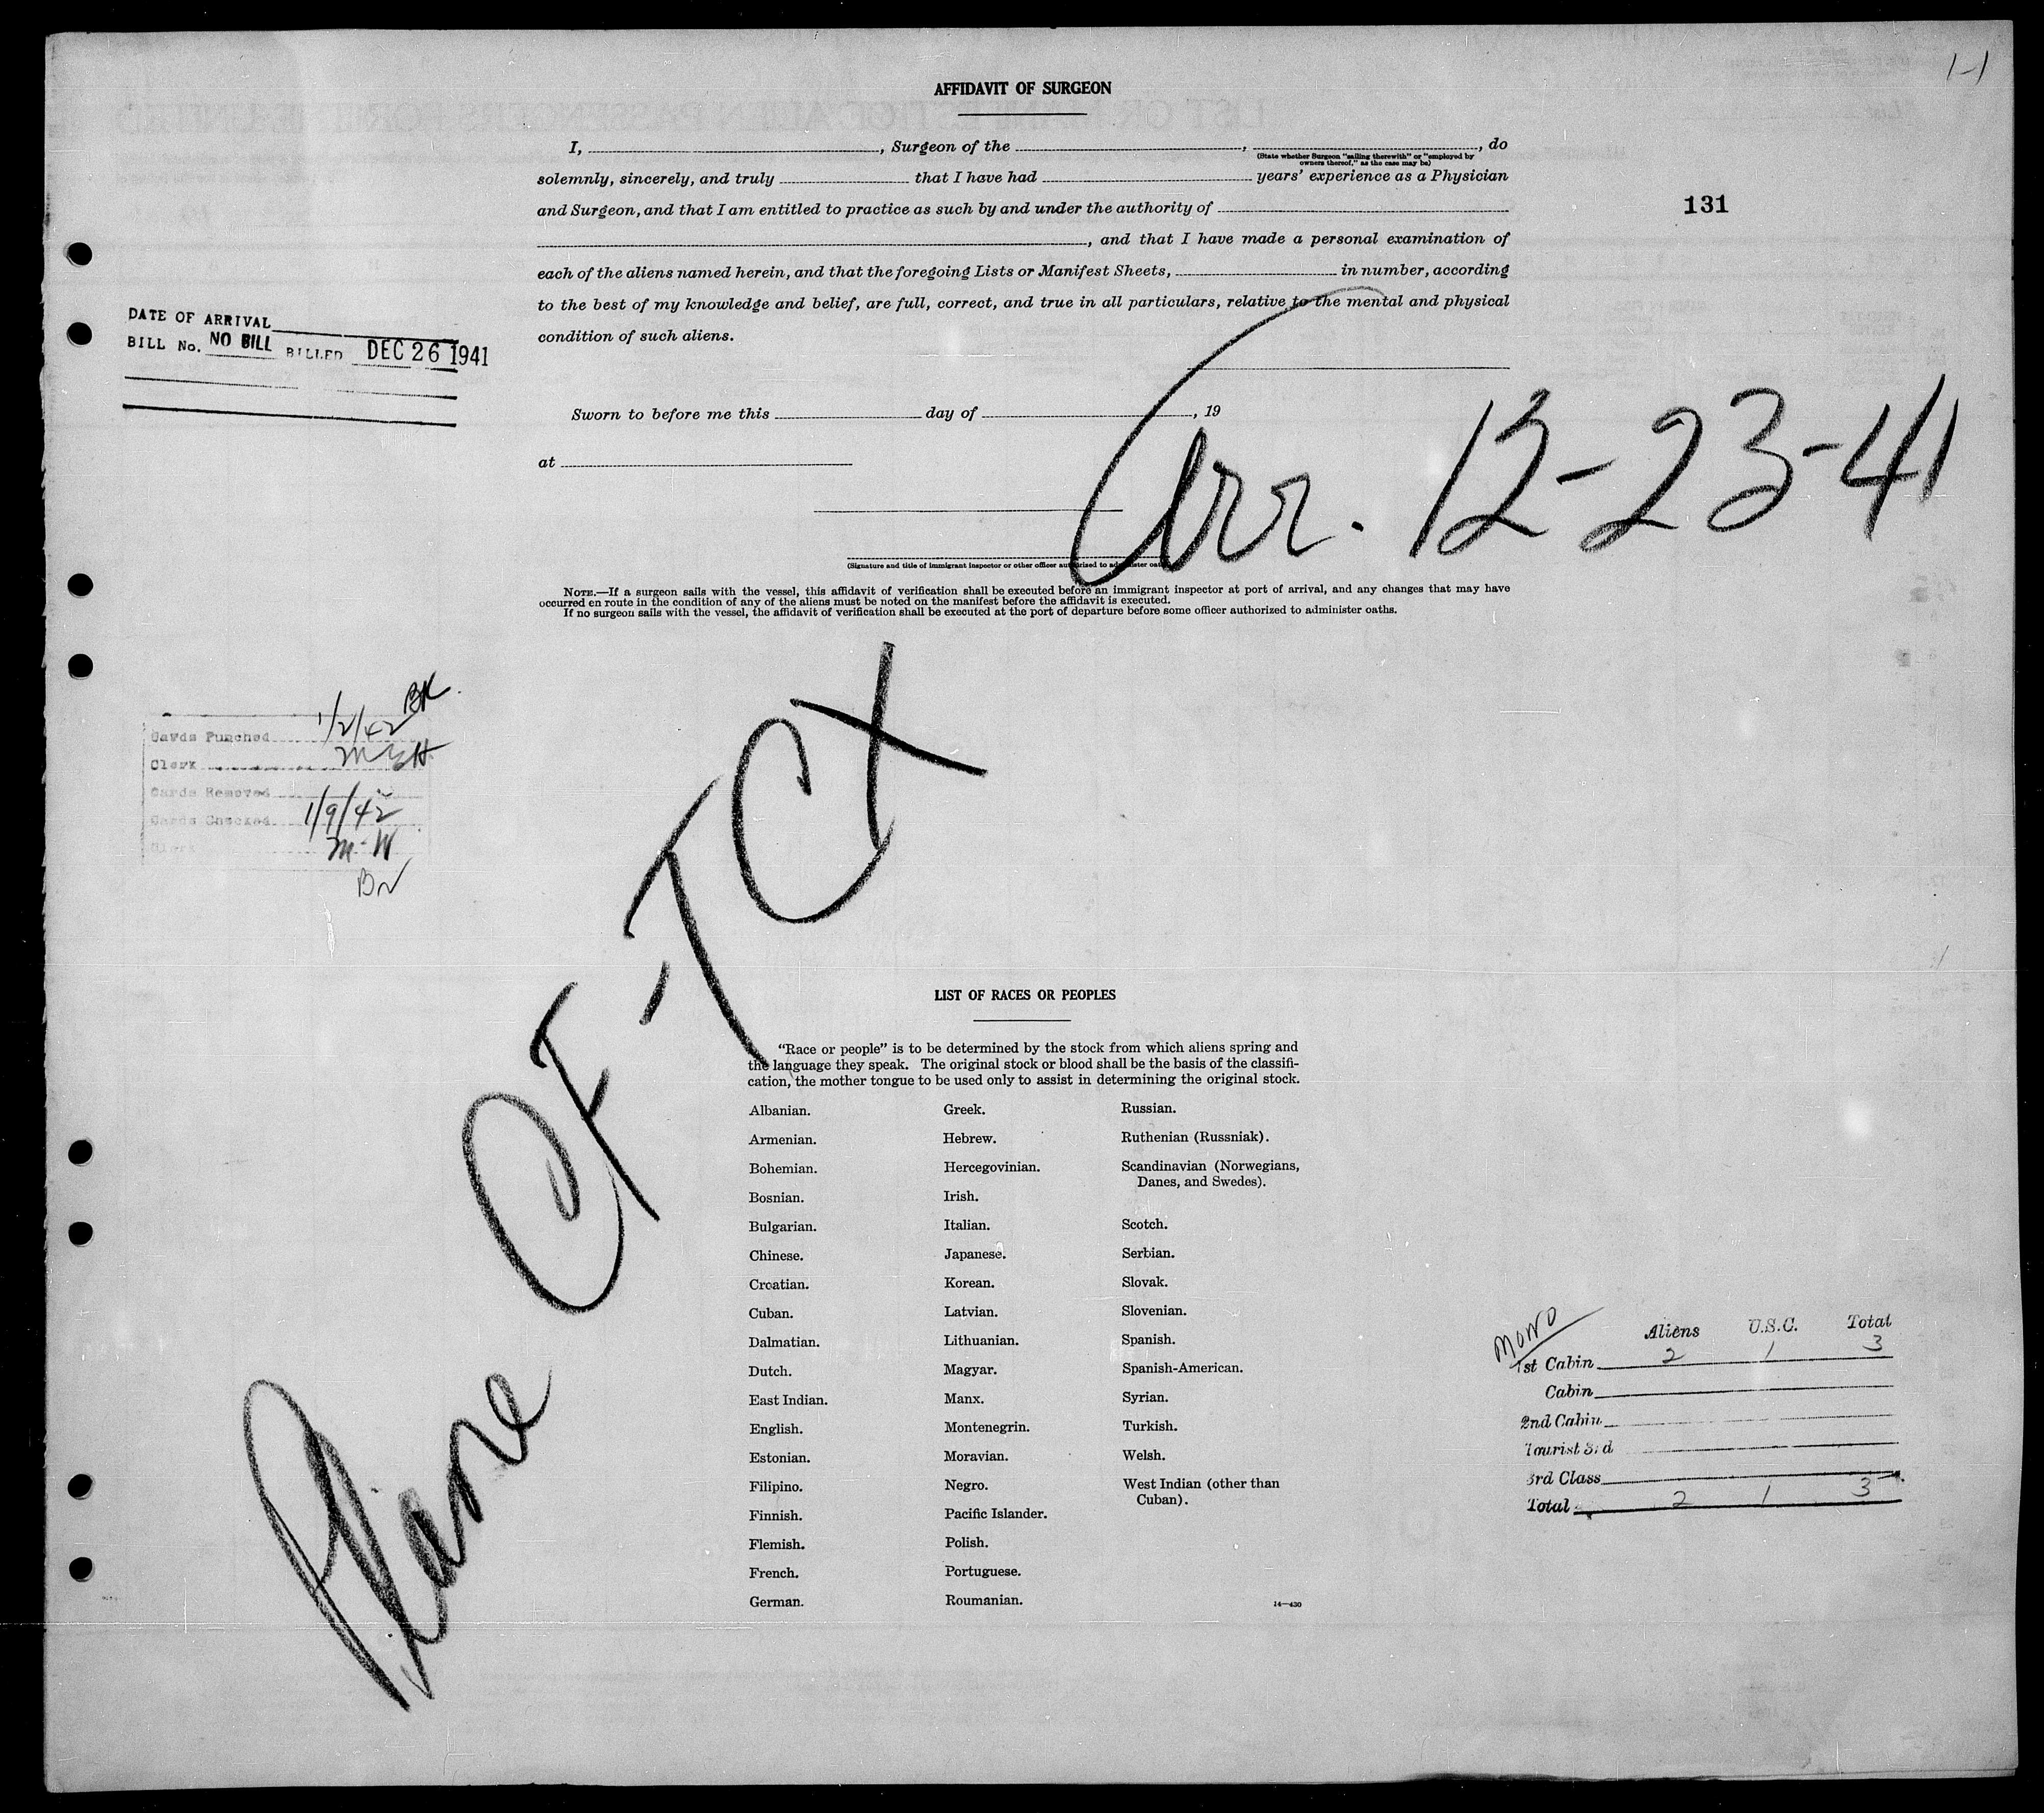 1-1
AFFIDAVIT OF SURGEON
I, , Surgeon of the , , do
(State whether Surgeon "sailing therewith" or "employed by
owners thereof," as the case may be)
solemnly, sincerely, and truly that I have had years' experience as a Physician
and Surgeon, and that I am entitled to practice as such by and under the authority of
, and that I have made a personal examination of
each of the aliens named herein, and that the foregoing Lists or Manifest Sheets, in number, according
to the best of my knowledge and belief, are full, correct, and true in all particulars, relative to the mental and physical
condition of such aliens.
131
DATE OF ARRIVAL
BILL No. NO BILL BILLED DEC 26 1941
Sworn to before me this day of , 19
at
Arr. 12-23-41
(Signature and title of immigrant inspector or other officer authorized to administer oaths)
NOTE.—If a surgeon sails with the vessel, this affidavit of verification shall be executed before an immigrant inspector at port of arrival, and any changes that may have
occurred en route in the condition of any of the aliens must be noted on the manifest before the affidavit is executed.
If no surgeon sails with the vessel, the affidavit of verification shall be executed at the port of departure before some officer authorized to administer oaths.
Cards Punched 1/2/42
Clerk
Cards Removed
Cards Checked 1/9/42
Clerk M-W
Plane CF-TCX
LIST OF RACES OR PEOPLES
"Race or people" is to be determined by the stock from which aliens spring and
the language they speak. The original stock or blood shall be the basis of the classifi-
cation, the mother tongue to be used only to assist in determining the original stock.
Albanian.
Armenian.
Bohemian.
Bosnian.
Bulgarian.
Chinese.
Croatian.
Cuban.
Dalmatian.
Dutch.
East Indian.
English.
Estonian.
Filipino.
Finnish.
Flemish.
French.
German.
Greek.
Hebrew.
Hercegovinian.
Irish.
Italian.
Japanese.
Korean.
Latvian.
Lithuanian.
Magyar.
Manx.
Montenegrin.
Moravian.
Negro.
Pacific Islander.
Polish.
Portuguese.
Roumanian.
Russian.
Ruthenian (Russniak).
Scandinavian (Norwegians,
Danes, and Swedes).
Scotch.
Serbian.
Slovak.
Slovenian.
Spanish.
Spanish-American.
Syrian.
Turkish.
Welsh.
West Indian (other than
Cuban).
14—430
Aliens U.S.C. Total
1st Cabin 2 1 3
Cabin
2nd Cabin
Tourist 3rd
3rd Class
Total 2 1 3